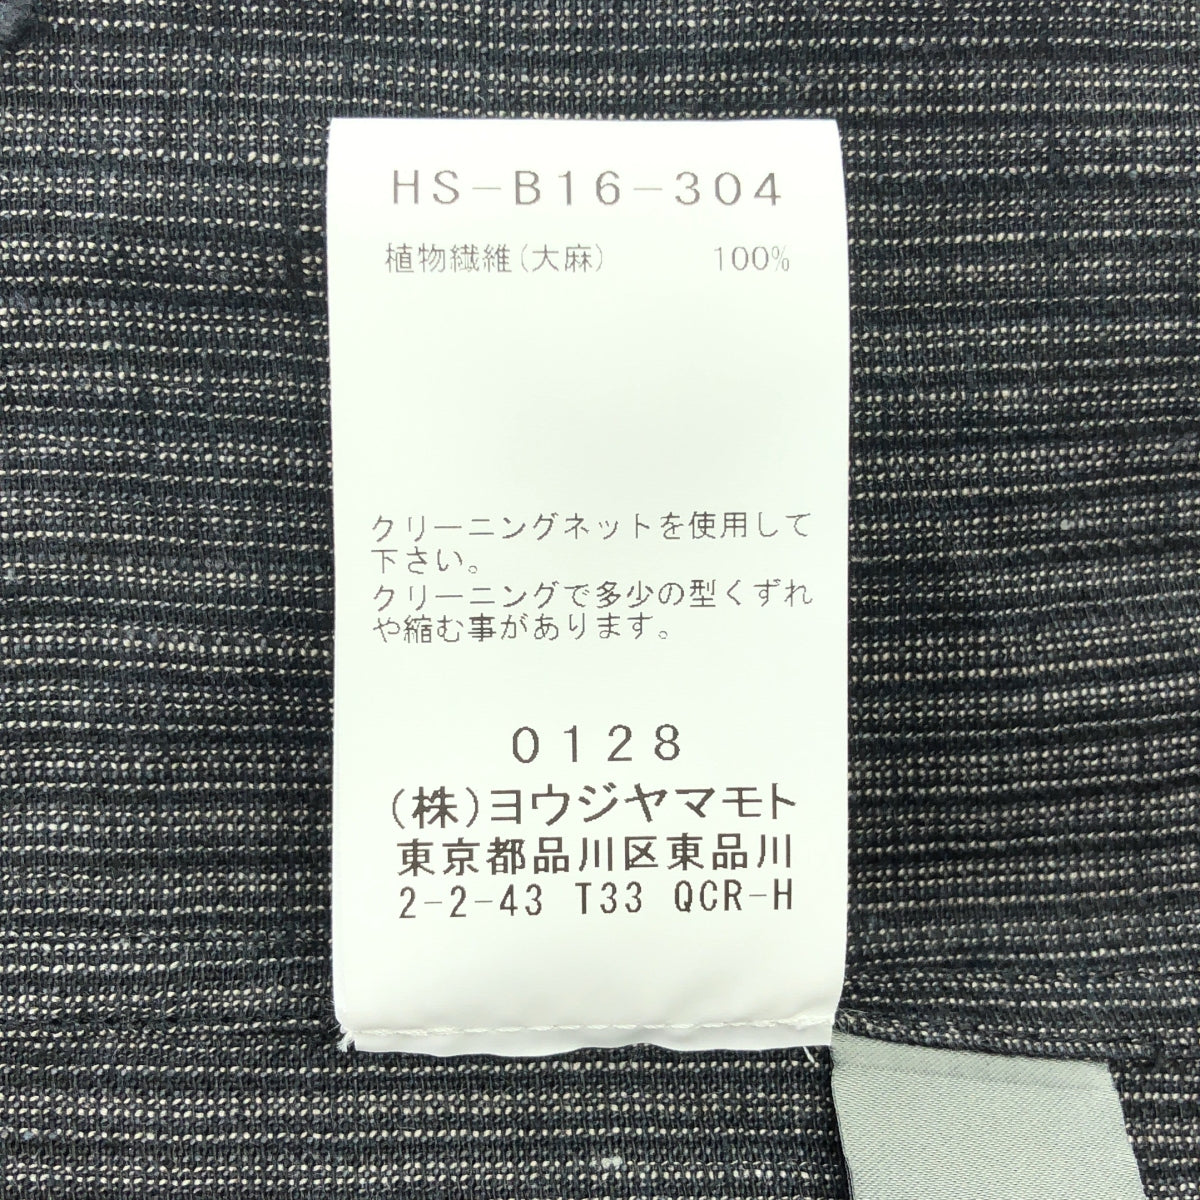 HS-B16-304
植物繊維(大麻) 100%
クリーニングネットを使用して
下さい。
クリーニングで多少の型くずれ
や縮む事があります。
0128
(株)ヨウジヤマモト
東京都品川区東品川
2-2-43 T33 QCR-H